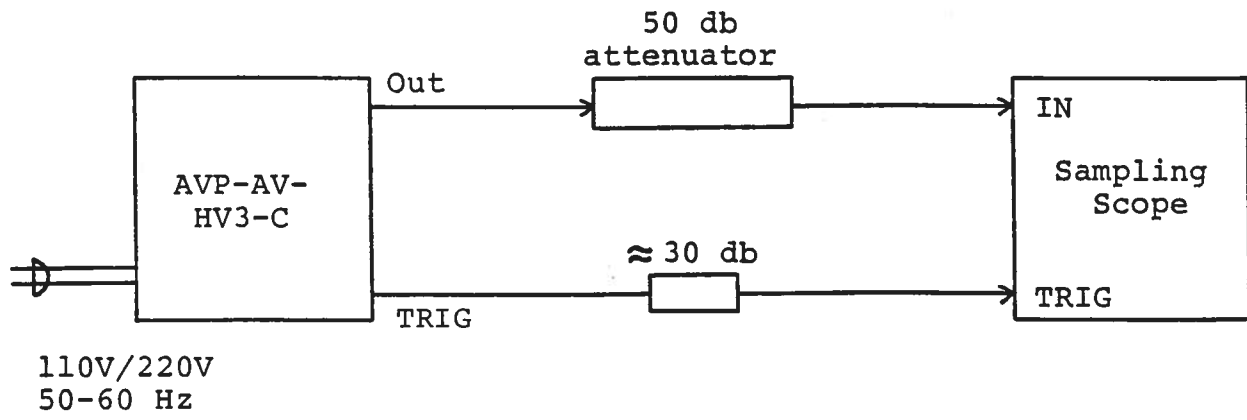 50 db
attenuator
Out
IN
AVP-AV-
HV3-C
Sampling
Scope
≈ 30 db
TRIG
TRIG
110V/220V
50-60 Hz